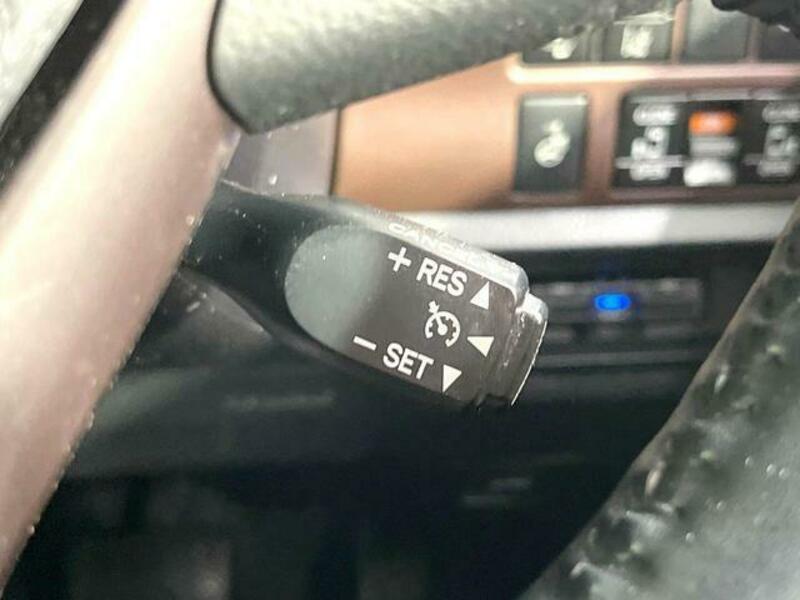 CANCEL
+ RES ▲
◀
− SET ▼